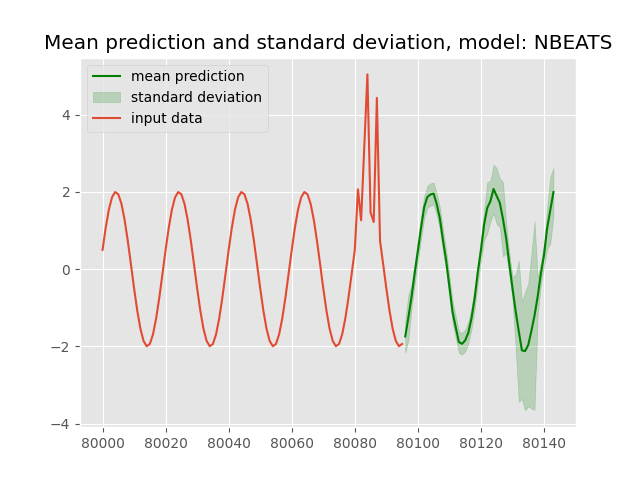 Mean prediction and standard deviation, model: NBEATS
mean prediction
standard deviation
input data
4
2
0
−2
−4
80000 80020 80040 80060 80080 80100 80120 80140